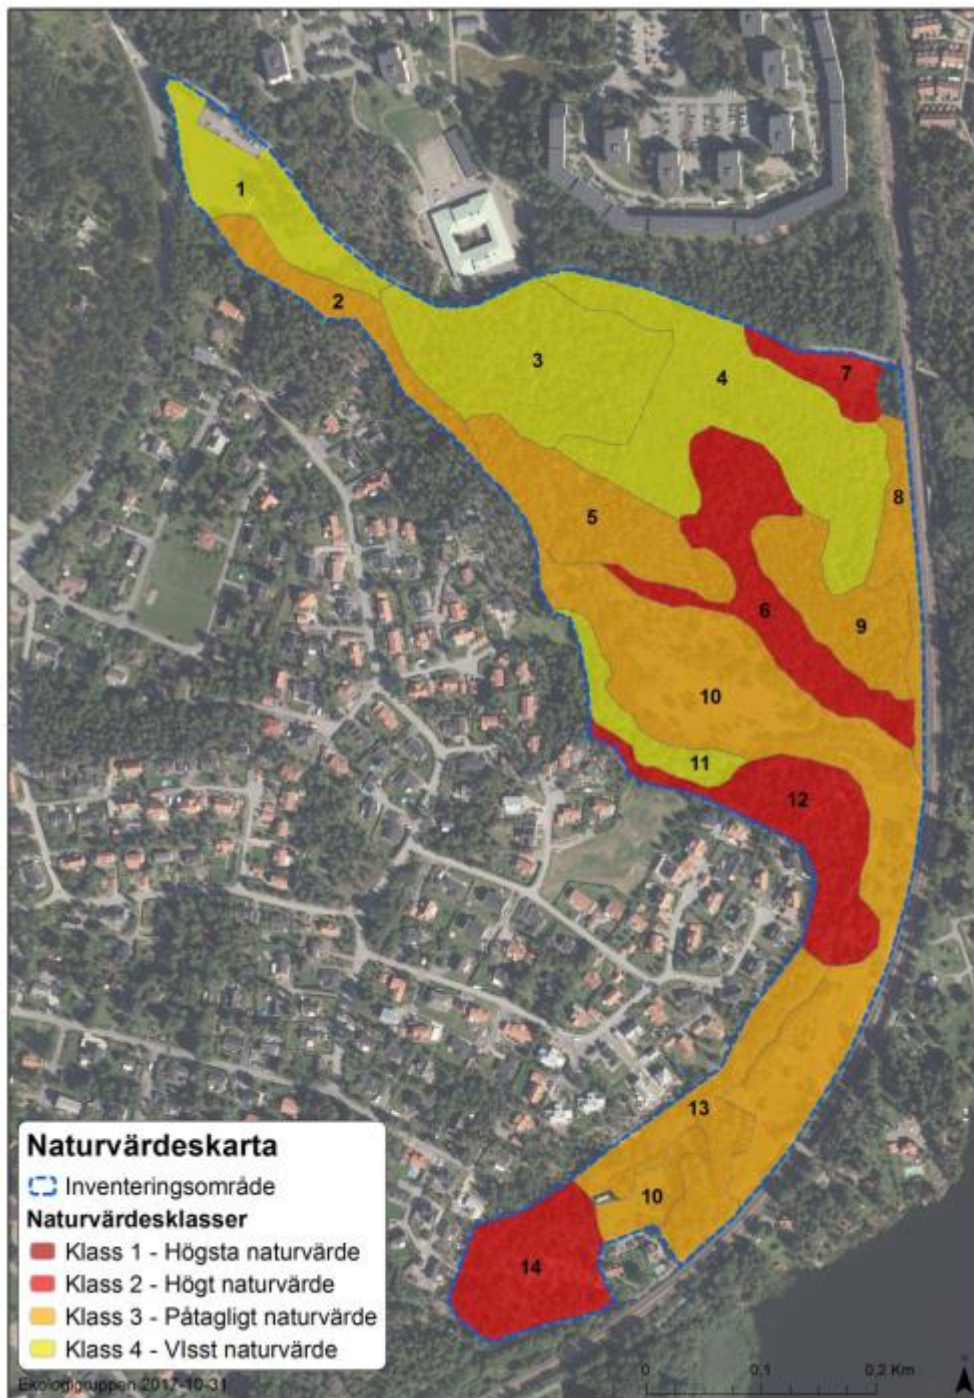 1
2
3
4
7
8
5
6
9
10
11
12
13
10
14
Naturvärdeskarta
Inventeringsområde
Naturvärdesklasser
Klass 1 - Högsta naturvärde
Klass 2 - Högt naturvärde
Klass 3 - Påtagligt naturvärde
Klass 4 - VIsst naturvärde
Ekologigruppen 2017-10-31
0 0,1 0,2 Km